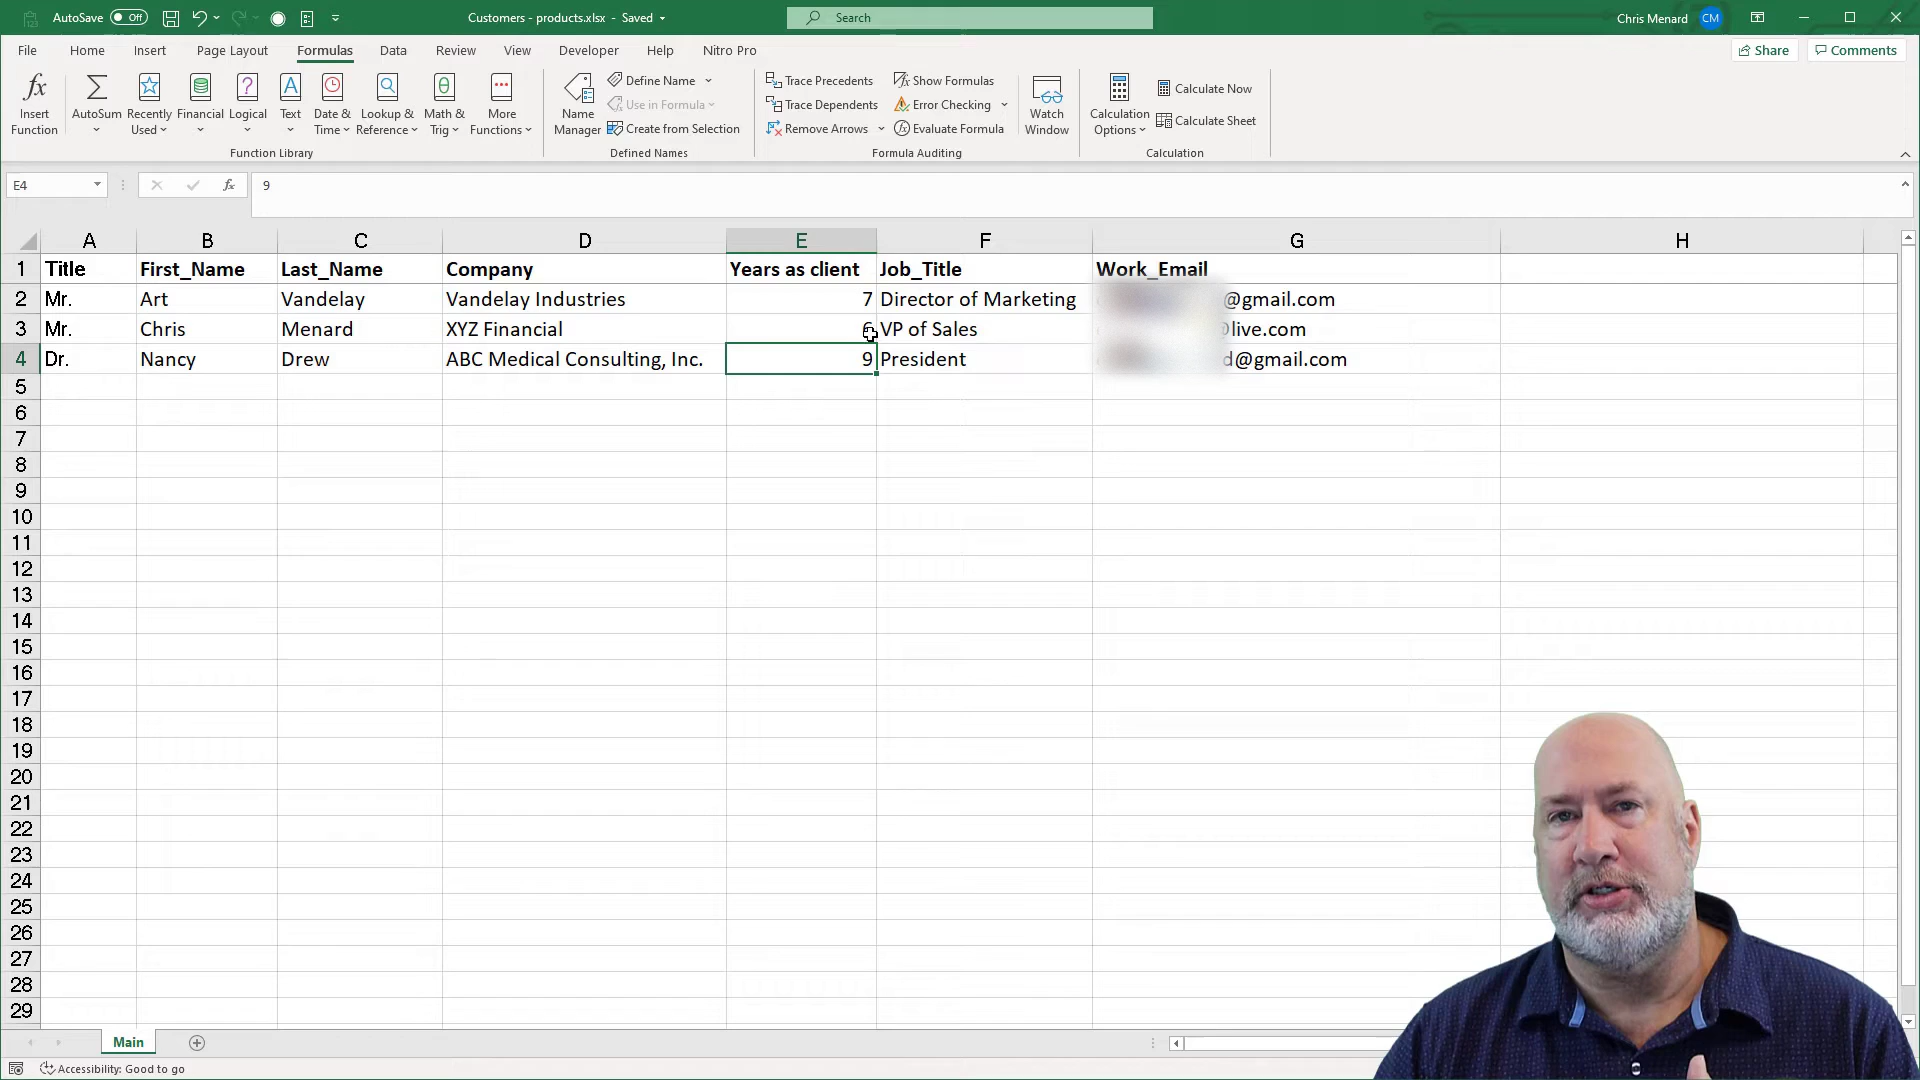 AutoSave Off Customers - products.xlsx - Saved Search Chris Menard CM
File Home Insert Page Layout Formulas Data Review View Developer Help Nitro Pro Share Comments
fx Insert Function
AutoSum
Recently Used
Financial
Logical
Text
Date & Time
Lookup & Reference
Math & Trig
More Functions
Function Library
Name Manager
Define Name
Use in Formula
Create from Selection
Defined Names
Trace Precedents
Trace Dependents
Remove Arrows
Show Formulas
Error Checking
Evaluate Formula
Formula Auditing
Watch Window
Calculation Options
Calculate Now
Calculate Sheet
Calculation
E4 fx 9
A B C D E F G H
1 Title First_Name Last_Name Company Years as client Job_Title Work_Email
2 Mr. Art Vandelay Vandelay Industries 7 Director of Marketing @gmail.com
3 Mr. Chris Menard XYZ Financial VP of Sales @live.com
4 Dr. Nancy Drew ABC Medical Consulting, Inc. 9 President d@gmail.com
5
6
7
8
9
10
11
12
13
14
15
16
17
18
19
20
21
22
23
24
25
26
27
28
29
Main
Accessibility: Good to go